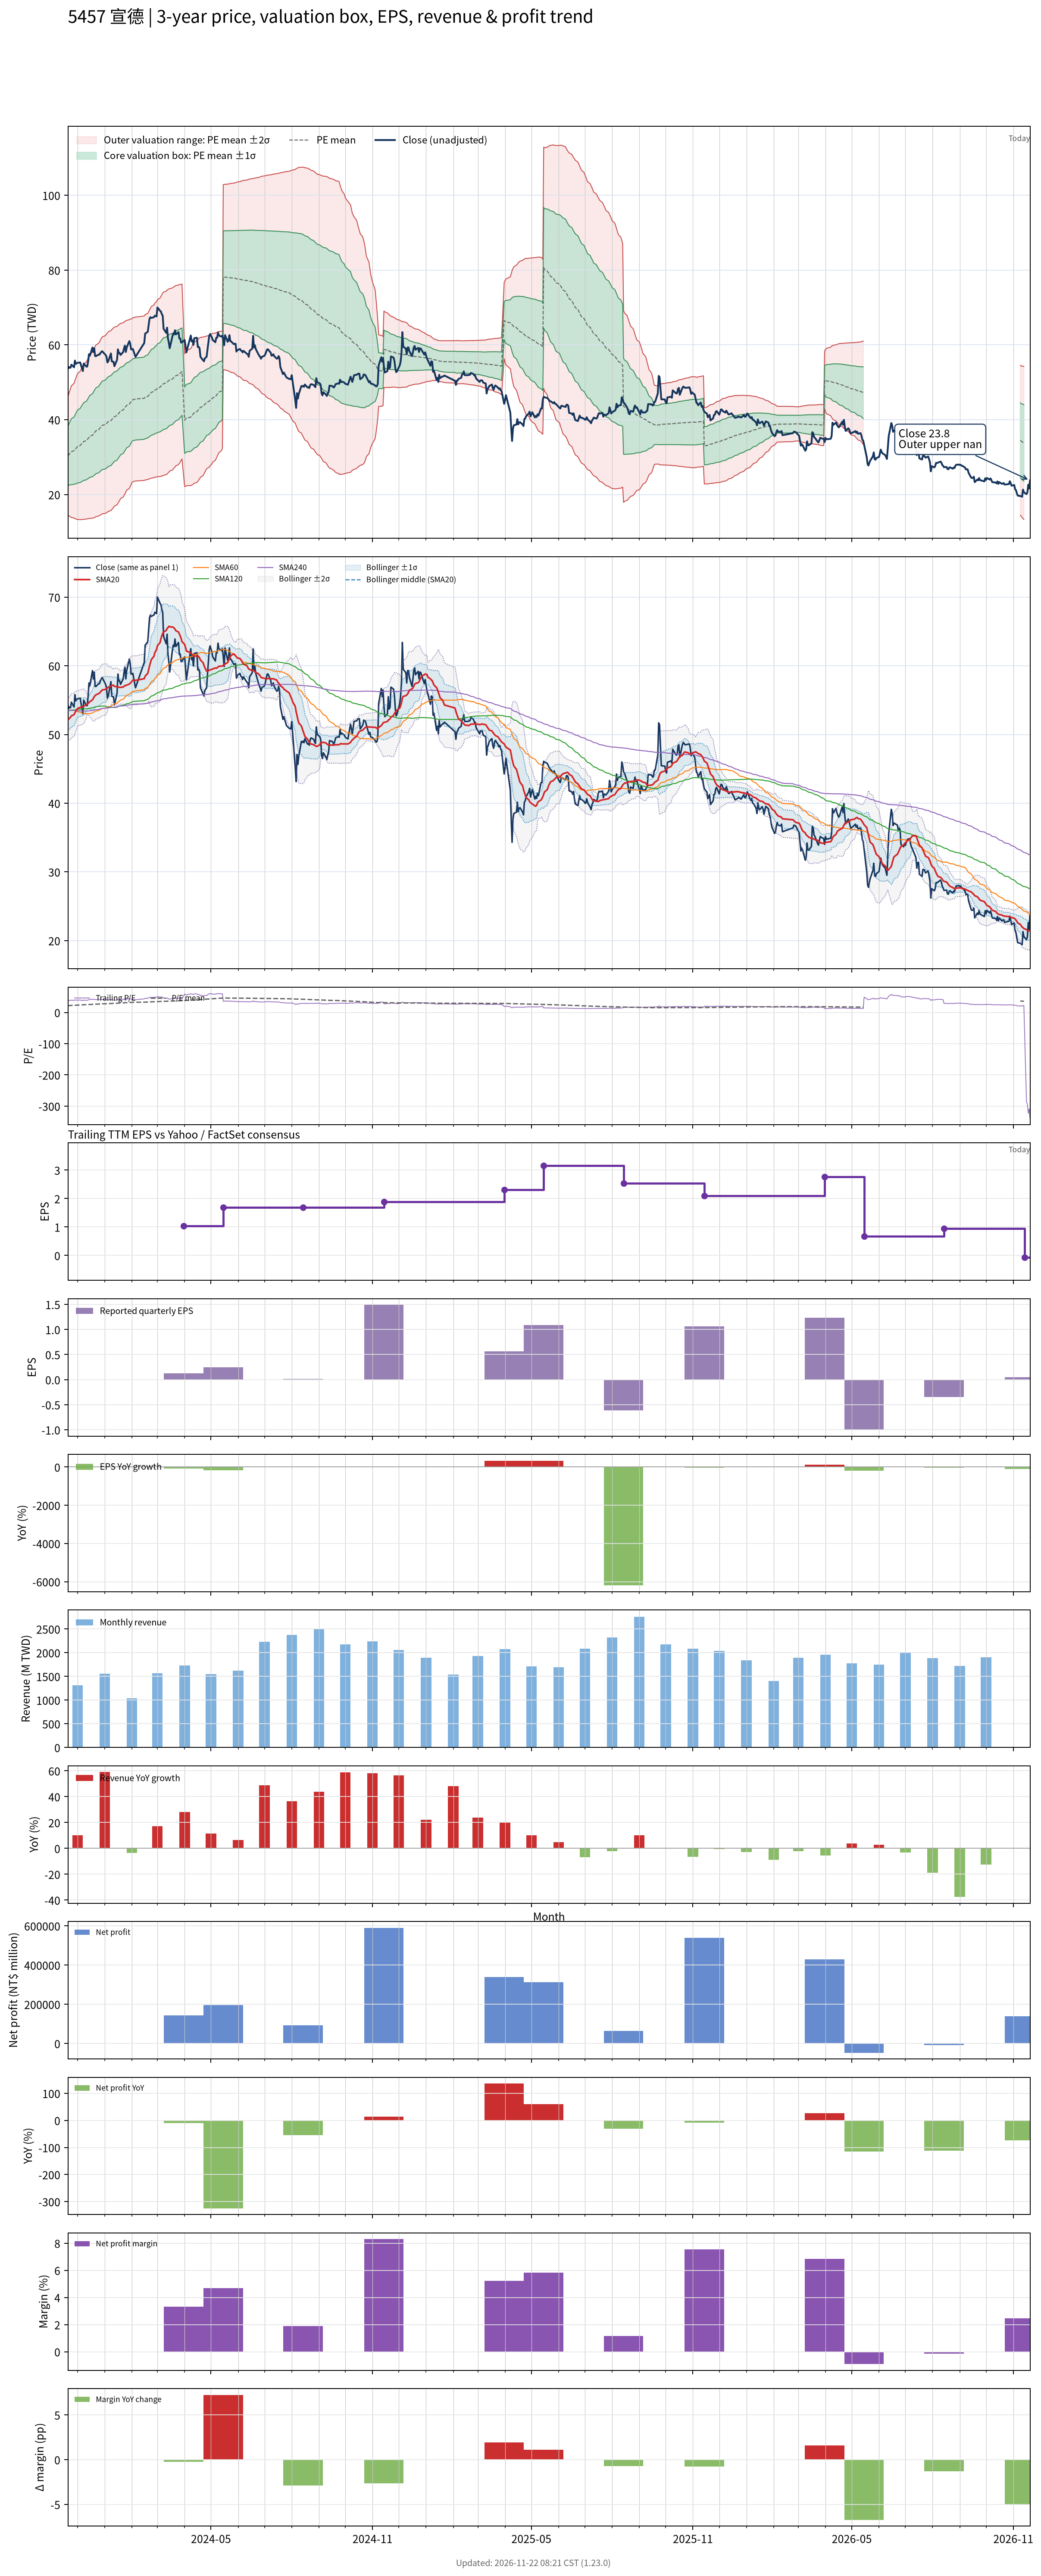 5457 宣德 | 3-year price, valuation box, EPS, revenue & profit trend
Outer valuation range: PE mean ±2σ
Core valuation box: PE mean ±1σ
PE mean
Close (unadjusted)
Today
Price (TWD)
100
80
60
40
20
Close 23.8
Outer upper nan
Close (same as panel 1)
SMA20
SMA60
SMA120
SMA240
Bollinger ±2σ
Bollinger ±1σ
Bollinger middle (SMA20)
Price
70
60
50
40
30
20
Trailing P/E
P/E mean
P/E
0
-100
-200
-300
Trailing TTM EPS vs Yahoo / FactSet consensus
Today
EPS
3
2
1
0
Reported quarterly EPS
EPS
1.5
1.0
0.5
0.0
-0.5
-1.0
EPS YoY growth
YoY (%)
0
-2000
-4000
-6000
Monthly revenue
Revenue (M TWD)
2500
2000
1500
1000
500
0
Revenue YoY growth
YoY (%)
60
40
20
0
-20
-40
Month
Net profit
Net profit (NT$ million)
600000
400000
200000
0
Net profit YoY
YoY (%)
100
0
-100
-200
-300
Net profit margin
Margin (%)
8
6
4
2
0
Margin YoY change
Δ margin (pp)
5
0
-5
2024-05
2024-11
2025-05
2025-11
2026-05
2026-11
Updated: 2026-11-22 08:21 CST (1.23.0)